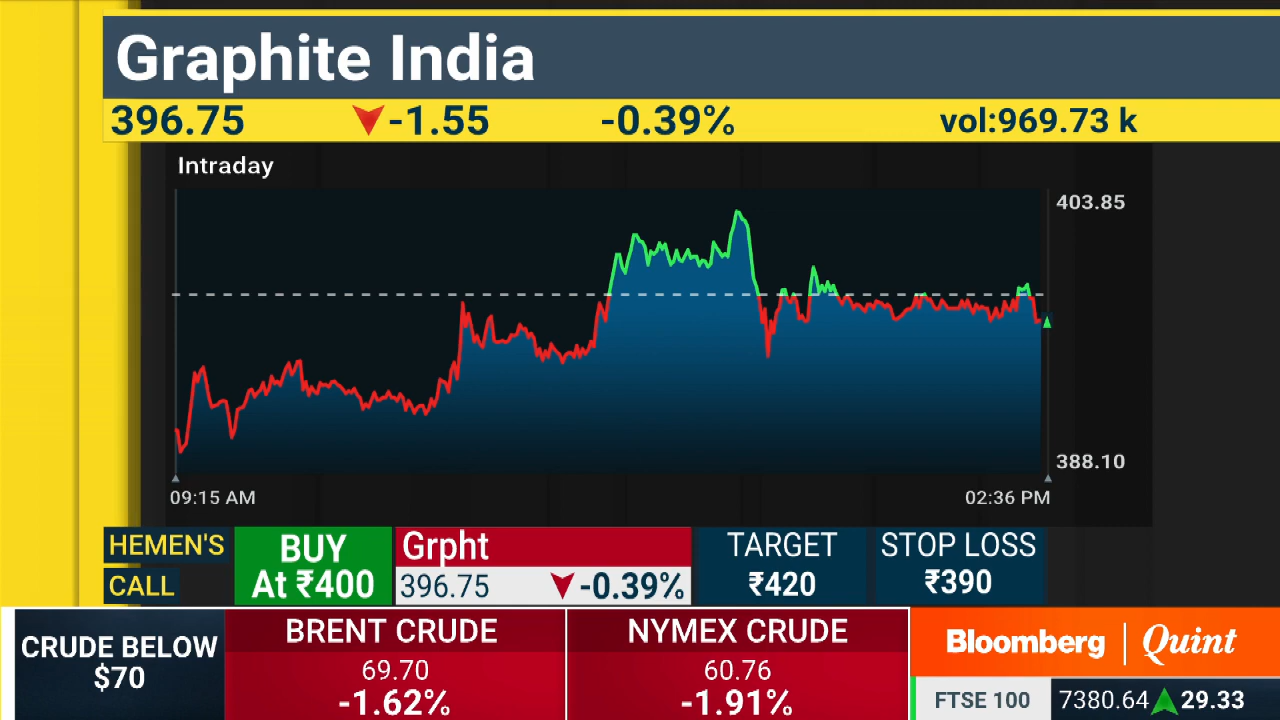 Graphite India
396.75 -1.55 -0.39% vol:969.73 k
Intraday
403.85
388.10
09:15 AM 02:36 PM
HEMEN'S
CALL
BUY
At ₹400
Grpht
396.75 -0.39%
TARGET
₹420
STOP LOSS
₹390
CRUDE BELOW
$70
BRENT CRUDE
69.70
-1.62%
NYMEX CRUDE
60.76
-1.91%
Bloomberg | Quint
FTSE 100 7380.64 29.33